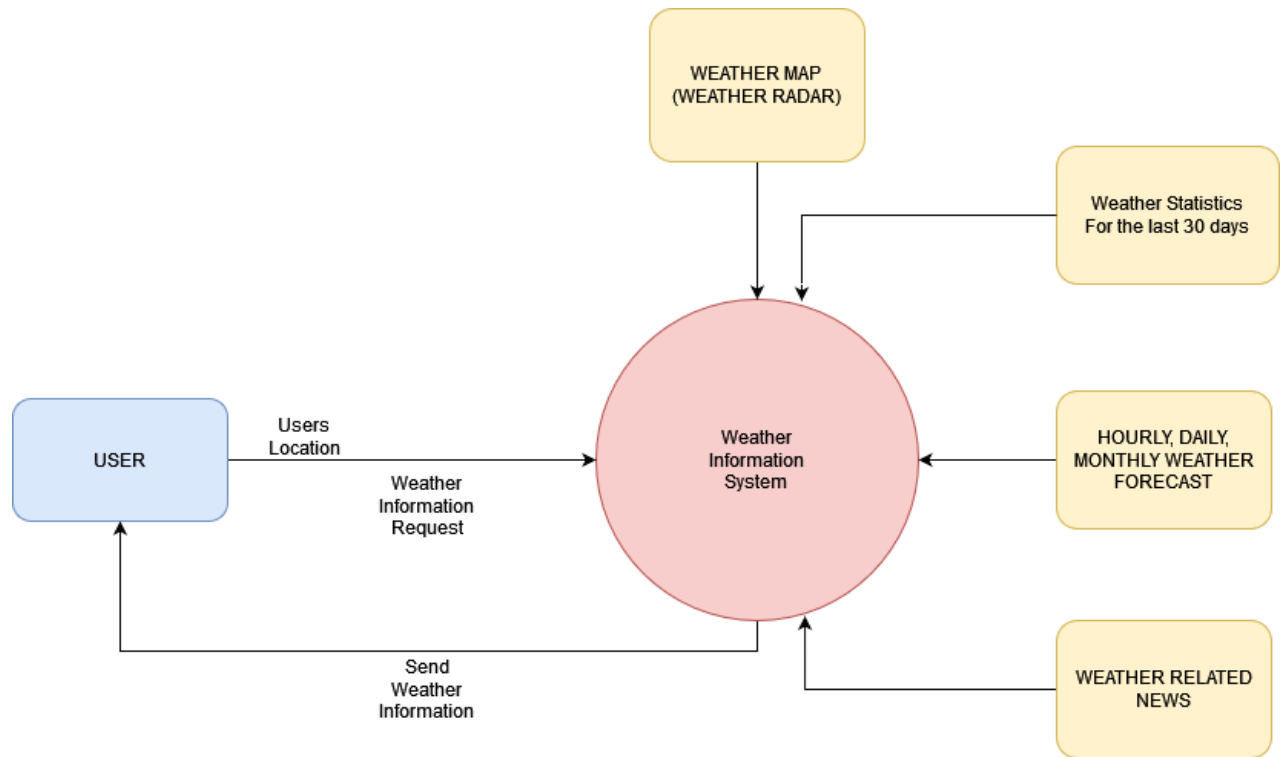 WEATHER MAP
(WEATHER RADAR)
Weather Statistics
For the last 30 days
USER
Users
Location
Weather
Information
Request
Weather
Information
System
HOURLY, DAILY,
MONTHLY WEATHER
FORECAST
Send
Weather
Information
WEATHER RELATED
NEWS